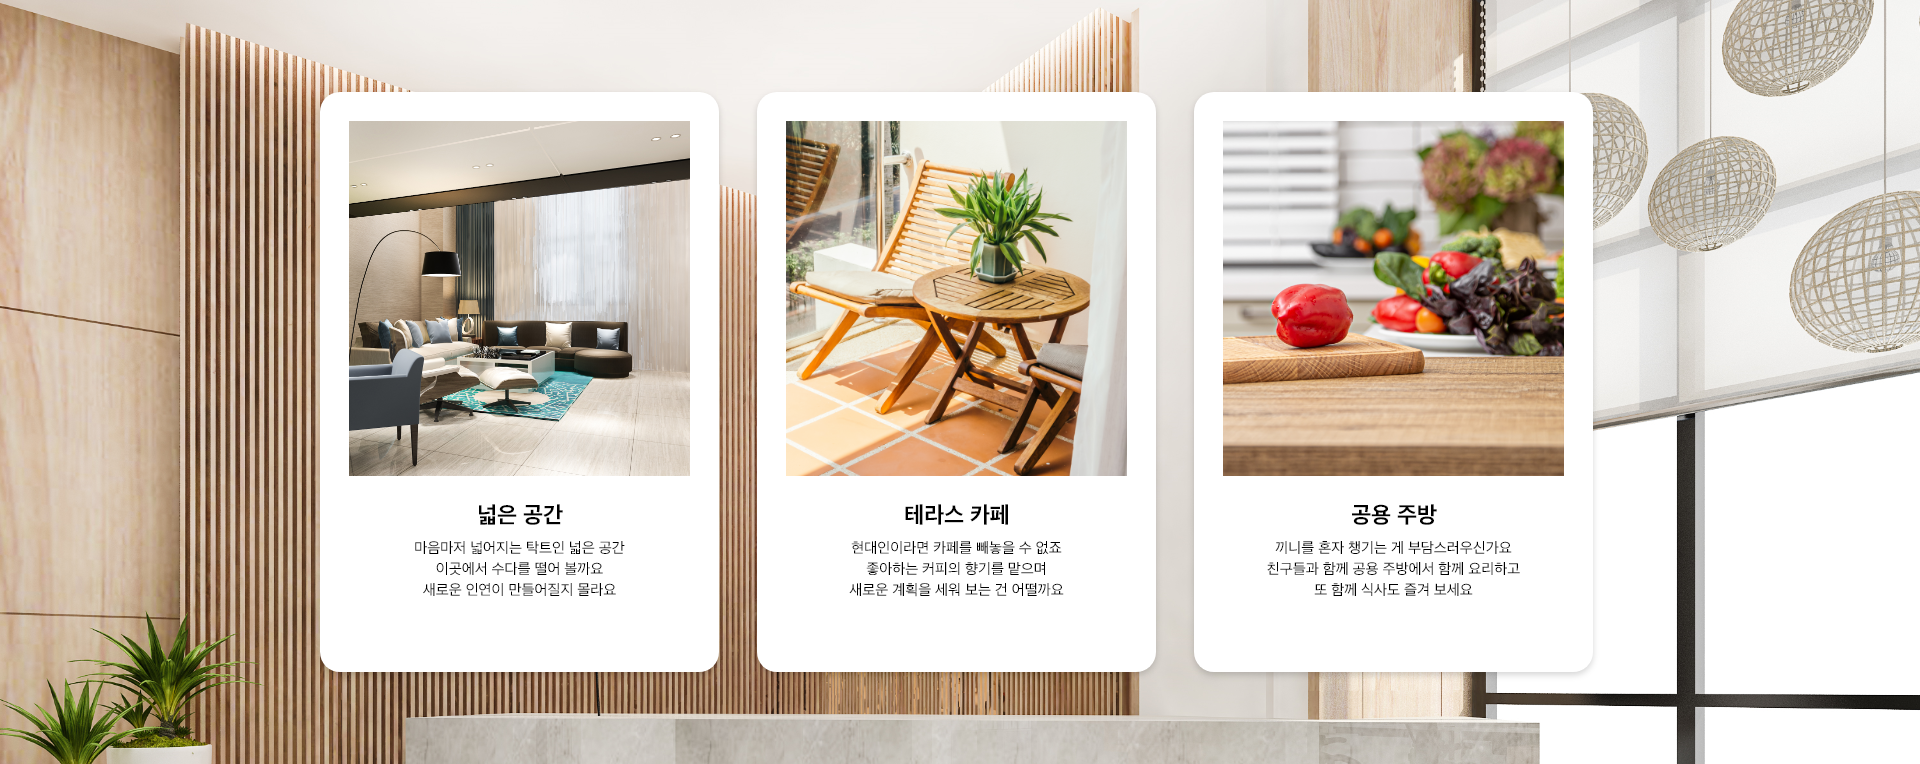 넓은 공간
마음마저 넓어지는 탁트인 넓은 공간
이곳에서 수다를 떨어 볼까요
새로운 인연이 만들어질지 몰라요
테라스 카페
현대인이라면 카페를 빼놓을 수 없죠
좋아하는 커피의 향기를 맡으며
새로운 계획을 세워 보는 건 어떨까요
공용 주방
끼니를 혼자 챙기는 게 부담스러우신가요
친구들과 함께 공용 주방에서 함께 요리하고
또 함께 식사도 즐겨 보세요